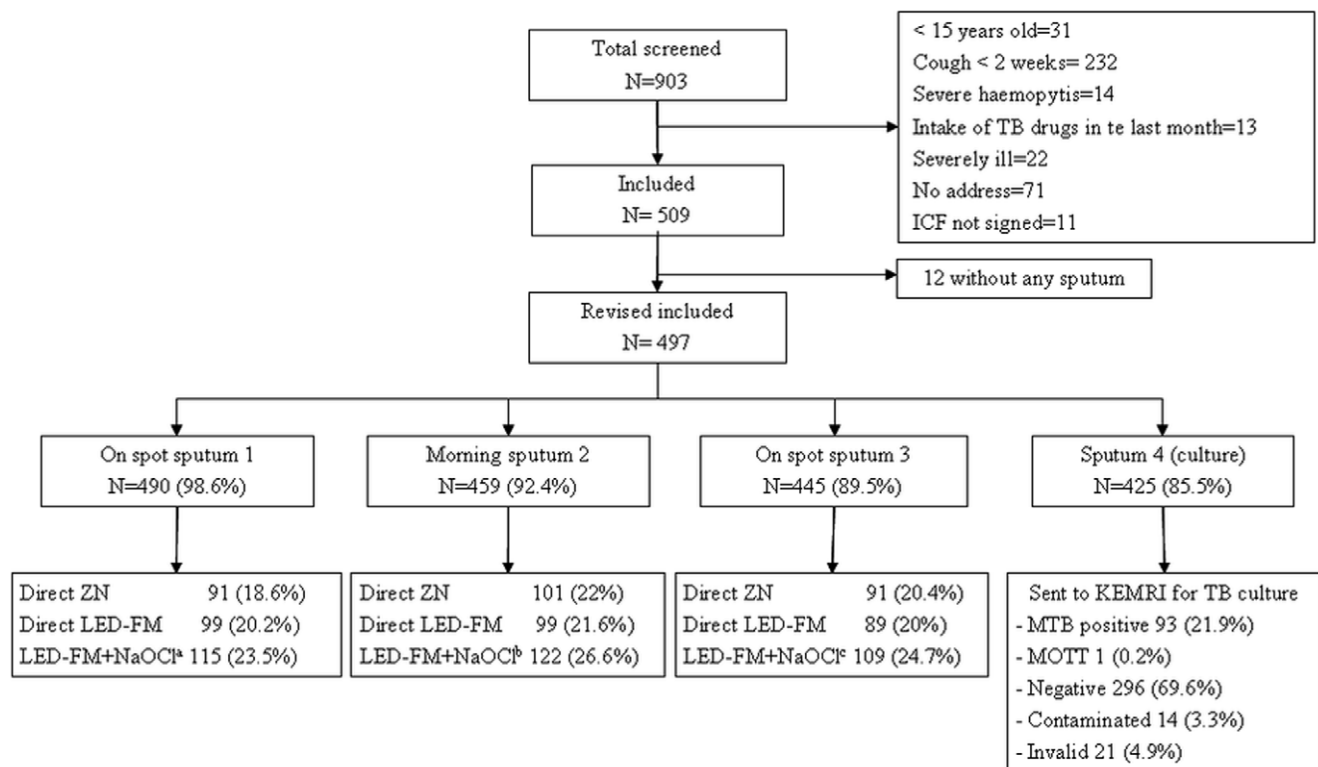 Total screened
N=903
< 15 years old=31
Cough < 2 weeks= 232
Severe haemopytis=14
Intake of TB drugs in te last month=13
Severely ill=22
No address=71
ICF not signed=11
Included
N= 509
12 without any sputum
Revised included
N= 497
On spot sputum 1
N=490 (98.6%)
Morning sputum 2
N=459 (92.4%)
On spot sputum 3
N=445 (89.5%)
Sputum 4 (culture)
N=425 (85.5%)
Direct ZN 91 (18.6%)
Direct LED-FM 99 (20.2%)
LED-FM+NaOClᵃ 115 (23.5%)
Direct ZN 101 (22%)
Direct LED-FM 99 (21.6%)
LED-FM+NaOClᵇ 122 (26.6%)
Direct ZN 91 (20.4%)
Direct LED-FM 89 (20%)
LED-FM+NaOClᶜ 109 (24.7%)
Sent to KEMRI for TB culture
- MTB positive 93 (21.9%)
- MOTT 1 (0.2%)
- Negative 296 (69.6%)
- Contaminated 14 (3.3%)
- Invalid 21 (4.9%)